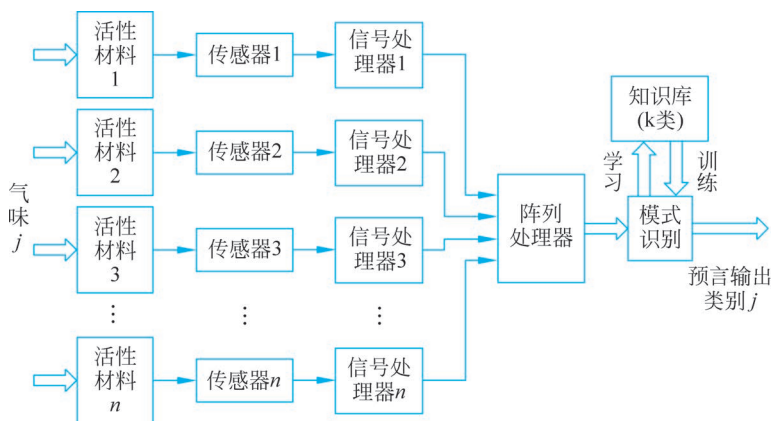 活性
材料
1
传感器1
信号处
理器1
活性
材料
2
传感器2
信号处
理器2
气
味
j
活性
材料
3
传感器3
信号处
理器3
⋮
⋮
⋮
活性
材料
n
传感器n
信号处
理器n
阵列
处理器
知识库
(k类)
学
习
训
练
模式
识别
预言输出
类别j